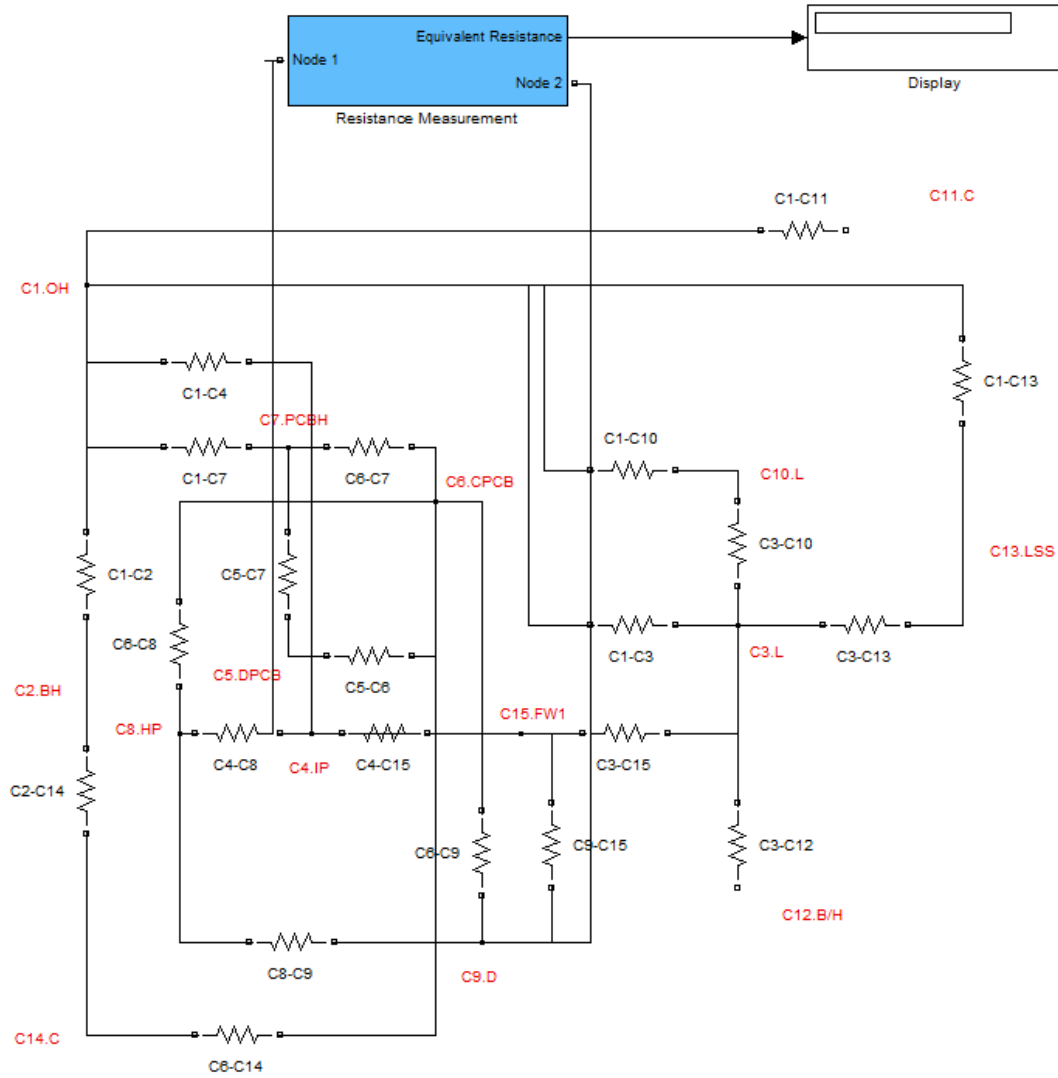 Equivalent Resistance
Node 1
Node 2
Resistance Measurement
Display
C1-C11
C11.C
C1.OH
C1-C4
C1-C13
C7.PCBH
C1-C7
C6-C7
C1-C10
C10.L
C6.CPCB
C1-C2
C5-C7
C3-C10
C13.LSS
C6-C8
C1-C3
C3.L
C3-C13
C5.DPCB
C5-C6
C2.BH
C15.FW1
C8.HP
C4-C8
C4.IP
C4-C15
C3-C15
C2-C14
C6-C9
C9-C15
C3-C12
C12.B/H
C8-C9
C9.D
C14.C
C6-C14